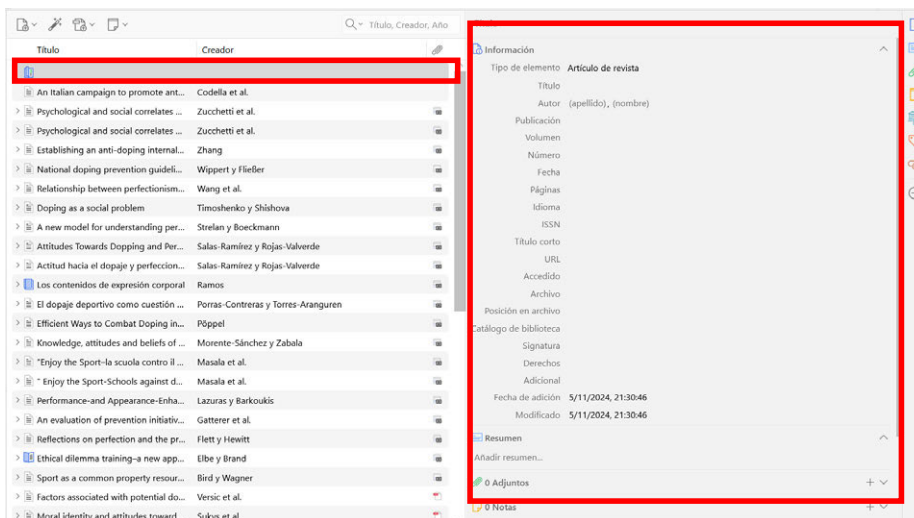 Título, Creador, Año
Título Creador
An Italian campaign to promote ant... Codella et al.
Psychological and social correlates ... Zucchetti et al.
Psychological and social correlates ... Zucchetti et al.
Establishing an anti-doping internal... Zhang
National doping prevention guideli... Wippert y Fließer
Relationship between perfectionism... Wang et al.
Doping as a social problem Timoshenko y Shishova
A new model for understanding per... Strelan y Boeckmann
Attitudes Towards Dopping and Per... Salas-Ramírez y Rojas-Valverde
Actitud hacia el dopaje y perfeccion... Salas-Ramírez y Rojas-Valverde
Los contenidos de expresión corporal Ramos
El dopaje deportivo como cuestión ... Porras-Contreras y Torres-Aranguren
Efficient Ways to Combat Doping in... Pöppel
Knowledge, attitudes and beliefs of ... Morente-Sánchez y Zabala
"Enjoy the Sport–la scuola contro il ... Masala et al.
" Enjoy the Sport-Schools against d... Masala et al.
Performance-and Appearance-Enha... Lazuras y Barkoukis
An evaluation of prevention initiativ... Gatterer et al.
Reflections on perfection and the pr... Flett y Hewitt
Ethical dilemma training–a new app... Elbe y Brand
Sport as a common property resour... Bird y Wagner
Factors associated with potential do... Versic et al.
Moral identity and attitudes toward... Sukys et al.
Información
Tipo de elemento Artículo de revista
Título
Autor (apellido), (nombre)
Publicación
Volumen
Número
Fecha
Páginas
Idioma
ISSN
Título corto
URL
Accedido
Archivo
Posición en archivo
Catálogo de biblioteca
Signatura
Derechos
Adicional
Fecha de adición 5/11/2024, 21:30:46
Modificado 5/11/2024, 21:30:46
Resumen
Añadir resumen...
0 Adjuntos
0 Notas